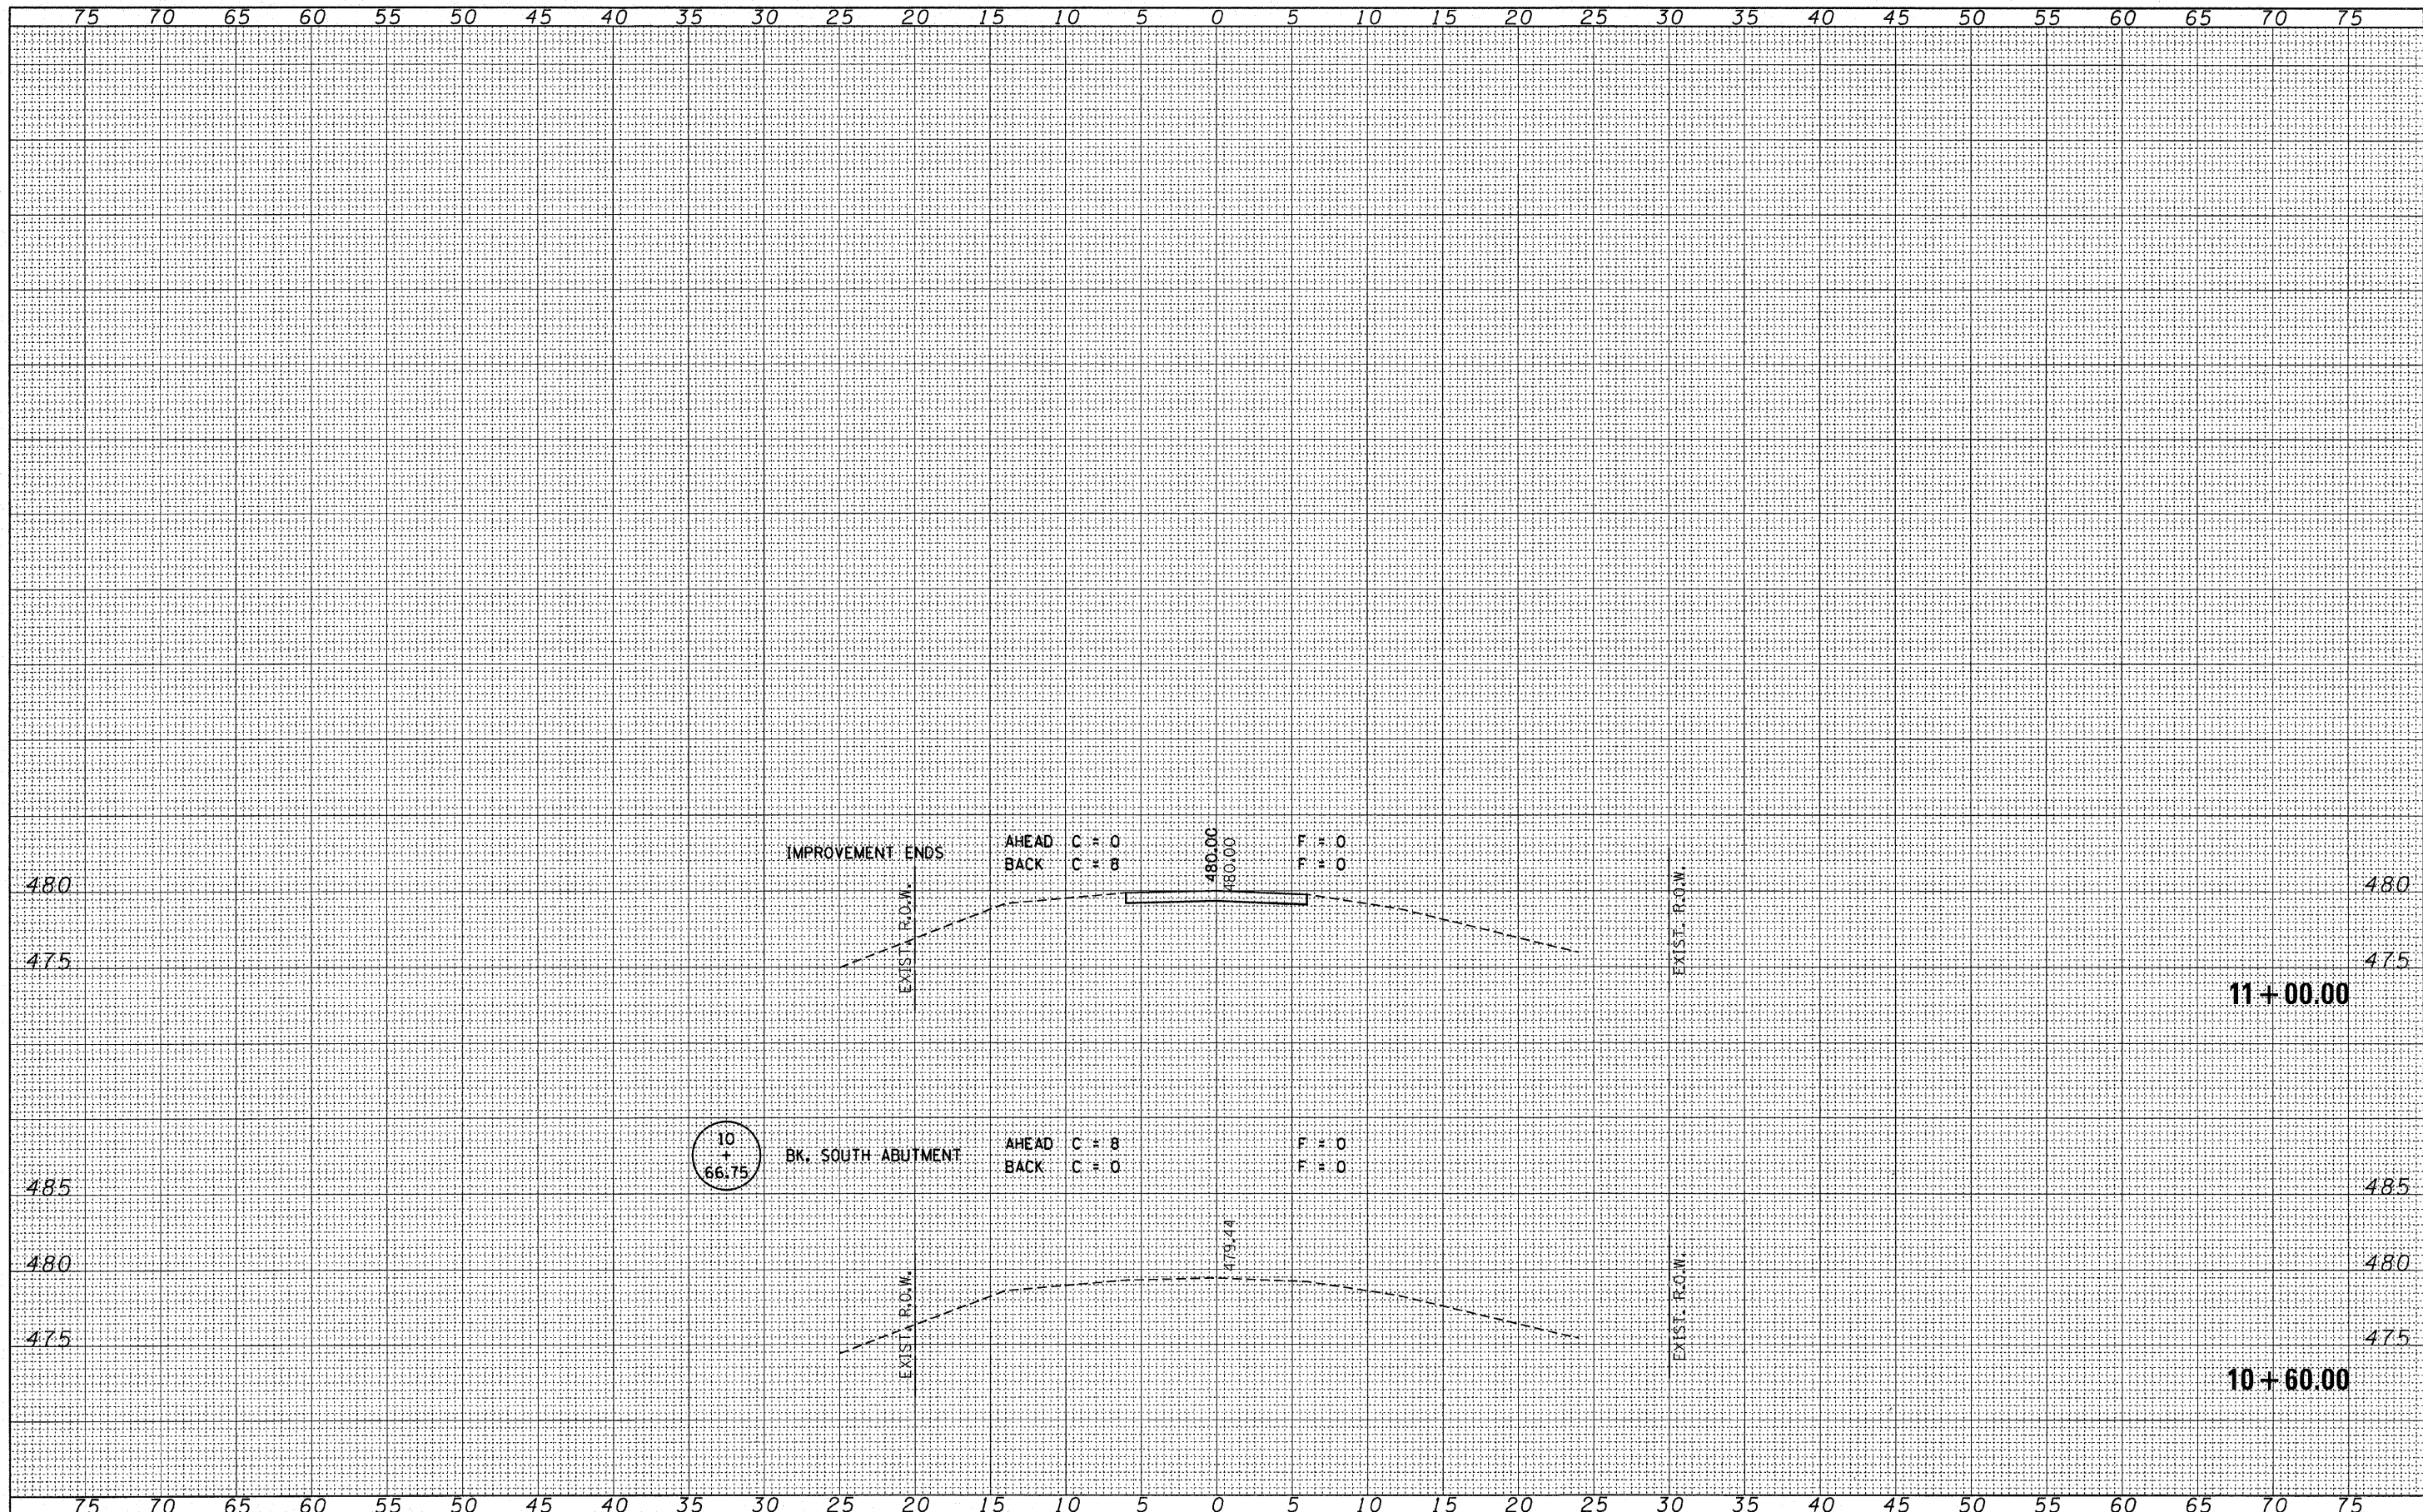 75 70 65 60 55 50 45 40 35 30 25 20 15 10 5 0 5 10 15 20 25 30 35 40 45 50 55 60 65 70 75
IMPROVEMENT ENDS
AHEAD C = 0 F = 0
BACK C = 8 F = 0
480.00
480.00
480 480
EXIST. R.O.W. EXIST. R.O.W.
475 475
11 + 00.00
10
+
66.75
BK. SOUTH ABUTMENT
AHEAD C = 8 F = 0
BACK C = 0 F = 0
485 485
479.44
480 480
EXIST. R.O.W. EXIST. R.O.W.
475 475
10 + 60.00
75 70 65 60 55 50 45 40 35 30 25 20 15 10 5 0 5 10 15 20 25 30 35 40 45 50 55 60 65 70 75